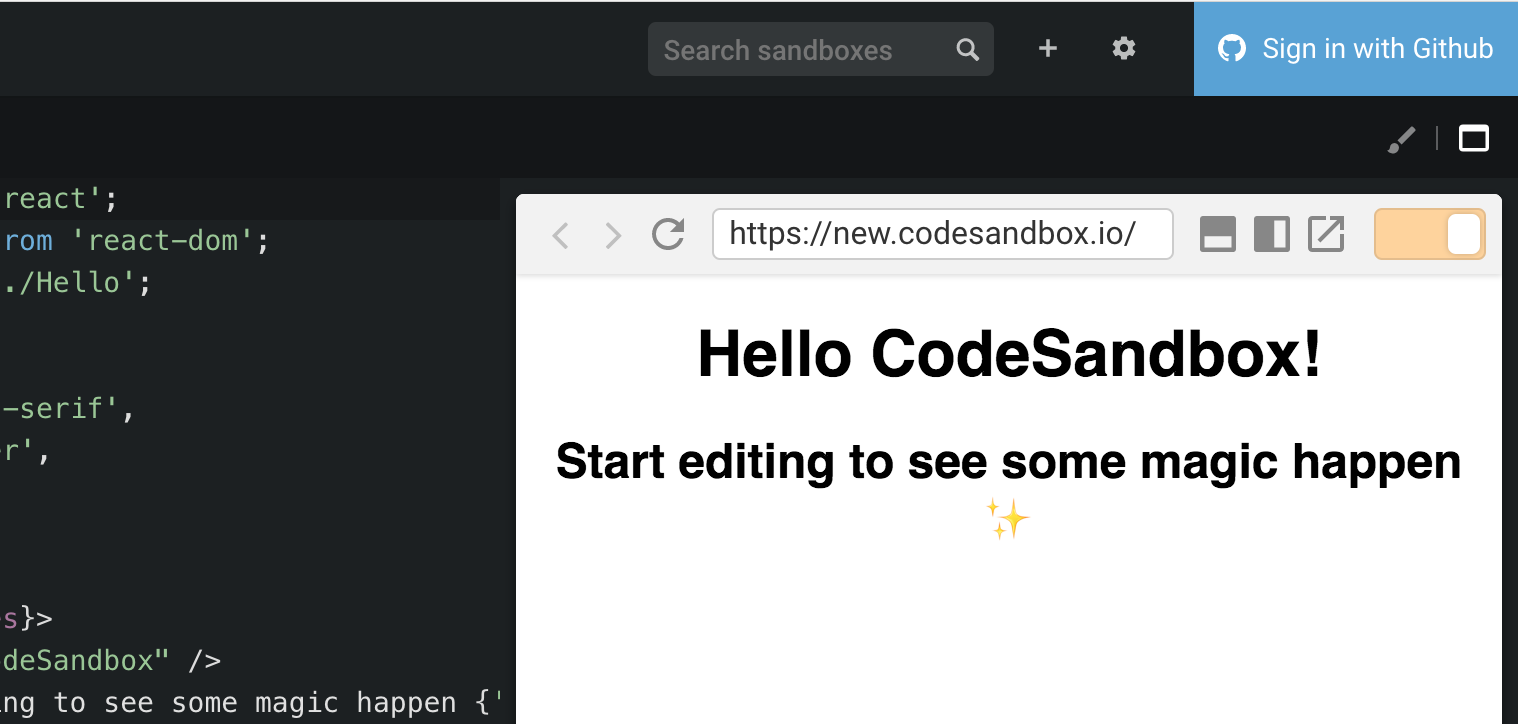 Search sandboxes
Sign in with Github
react';
rom 'react-dom';
./Hello';
-serif',
r',
s}>
deSandbox" />
ng to see some magic happen {'
https://new.codesandbox.io/
Hello CodeSandbox!
Start editing to see some magic happen
✨